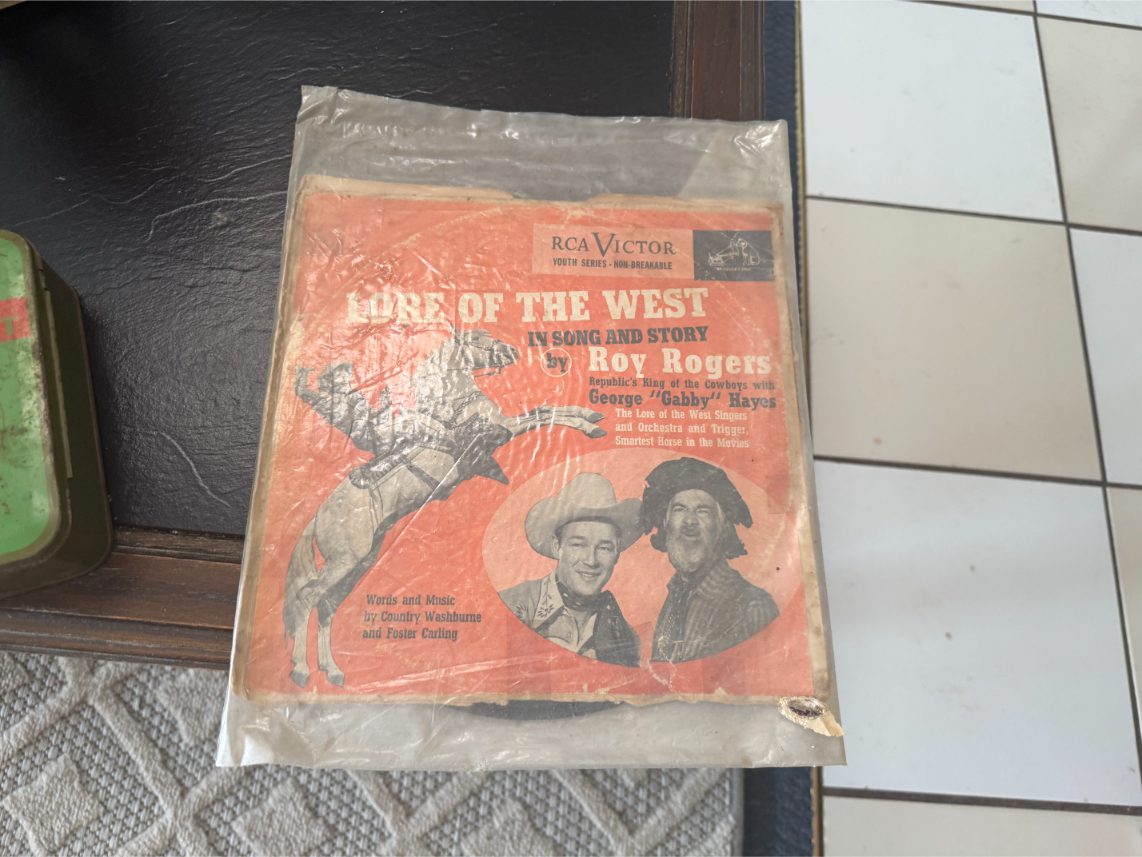 RCA VICTOR
YOUTH SERIES - NON-BREAKABLE
LORE OF THE WEST
IN SONG AND STORY
by Roy Rogers
Republic's King of the Cowboys with
George "Gabby" Hayes
The Lore of the West Singers
and Orchestra and Trigger,
Smartest Horse in the Movies
Words and Music
by Country Washburne
and Foster Carling